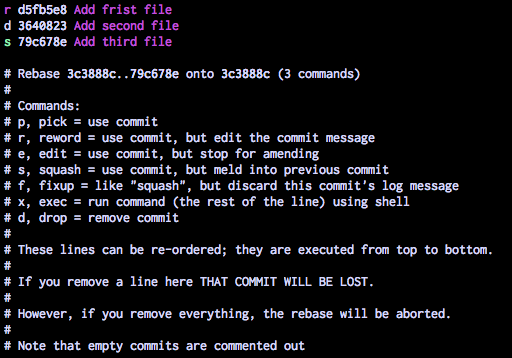 r d5fb5e8 Add frist file
d 3640823 Add second file
s 79c678e Add third file
# Rebase 3c3888c..79c678e onto 3c3888c (3 commands)
#
# Commands:
# p, pick = use commit
# r, reword = use commit, but edit the commit message
# e, edit = use commit, but stop for amending
# s, squash = use commit, but meld into previous commit
# f, fixup = like "squash", but discard this commit's log message
# x, exec = run command (the rest of the line) using shell
# d, drop = remove commit
#
# These lines can be re-ordered; they are executed from top to bottom.
#
# If you remove a line here THAT COMMIT WILL BE LOST.
#
# However, if you remove everything, the rebase will be aborted.
#
# Note that empty commits are commented out